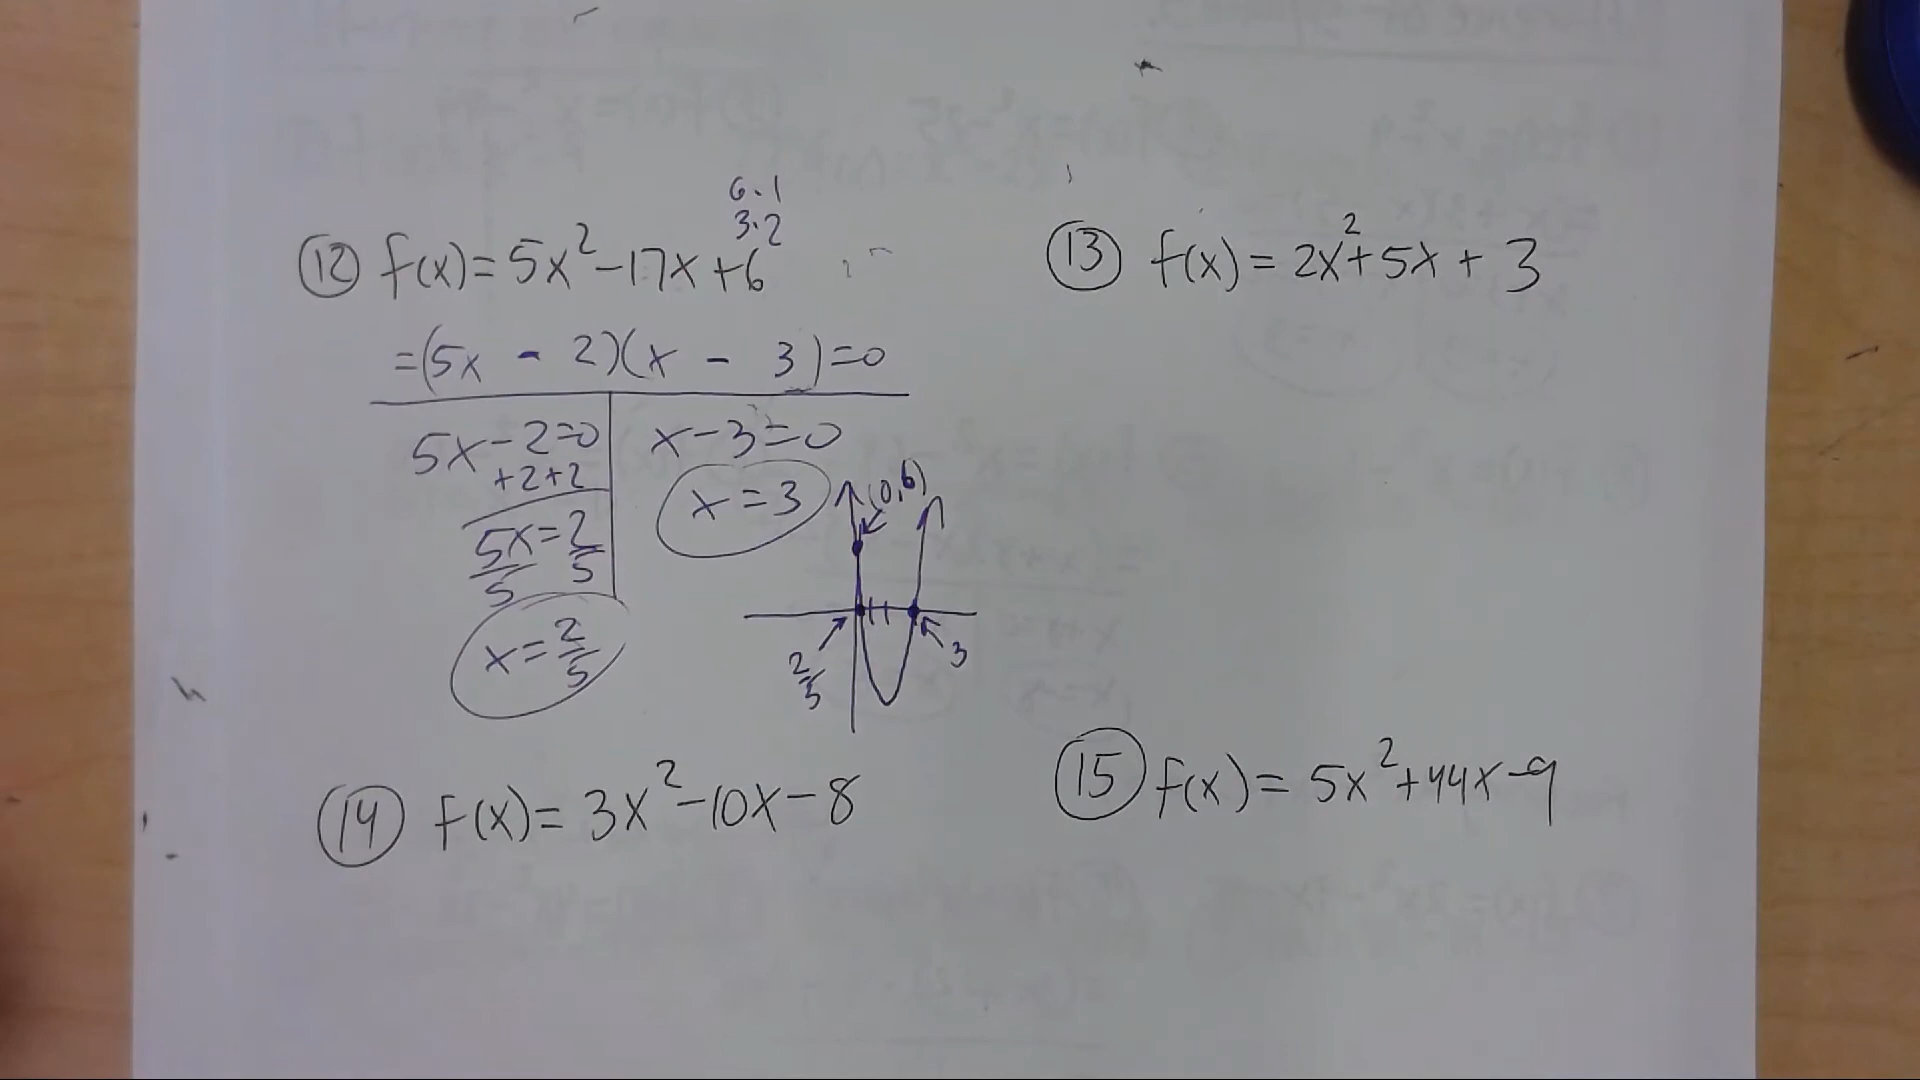 6·1
3·2
⑫ f(x)=5x²-17x+6
=(5x - 2)(x - 3)=0
5x-2=0
+2+2
5x=2
5 5
x=2/5
x-3=0
x=3
(0,6)
2/5
3
⑬ f(x)=2x²+5x+3
⑭ f(x)=3x²-10x-8
⑮ f(x)=5x²+44x-9